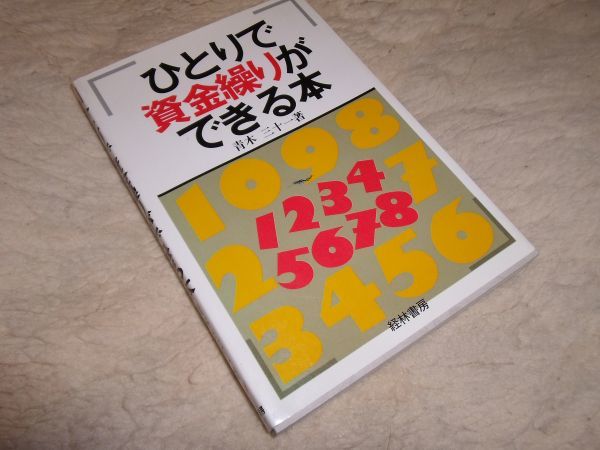 ひとりで
資金繰りが
できる本
青木 三十一著
1098
1234
27
5678
3456
経林書房